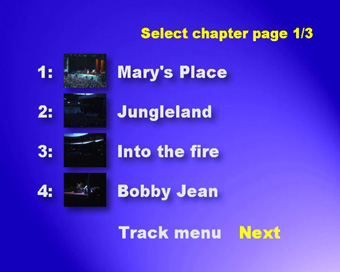 Select chapter page 1/3
1: Mary's Place
2: Jungleland
3: Into the fire
4: Bobby Jean
Track menu Next